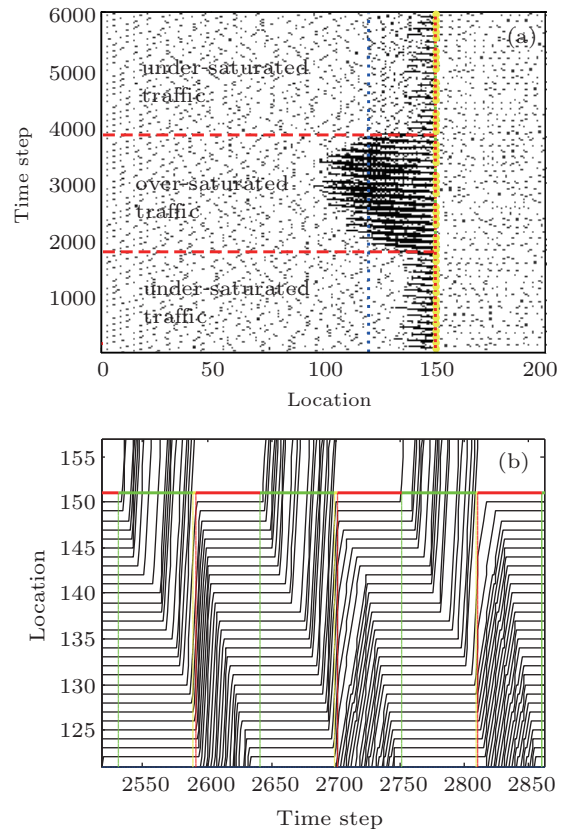 6000
(a)
under-saturated
traffic
5000
4000
over-saturated
traffic
3000
2000
under-saturated
traffic
1000
Time step
0 50 100 150 200
Location
(b)
155
150
145
140
135
130
125
Location
2550 2600 2650 2700 2750 2800 2850
Time step